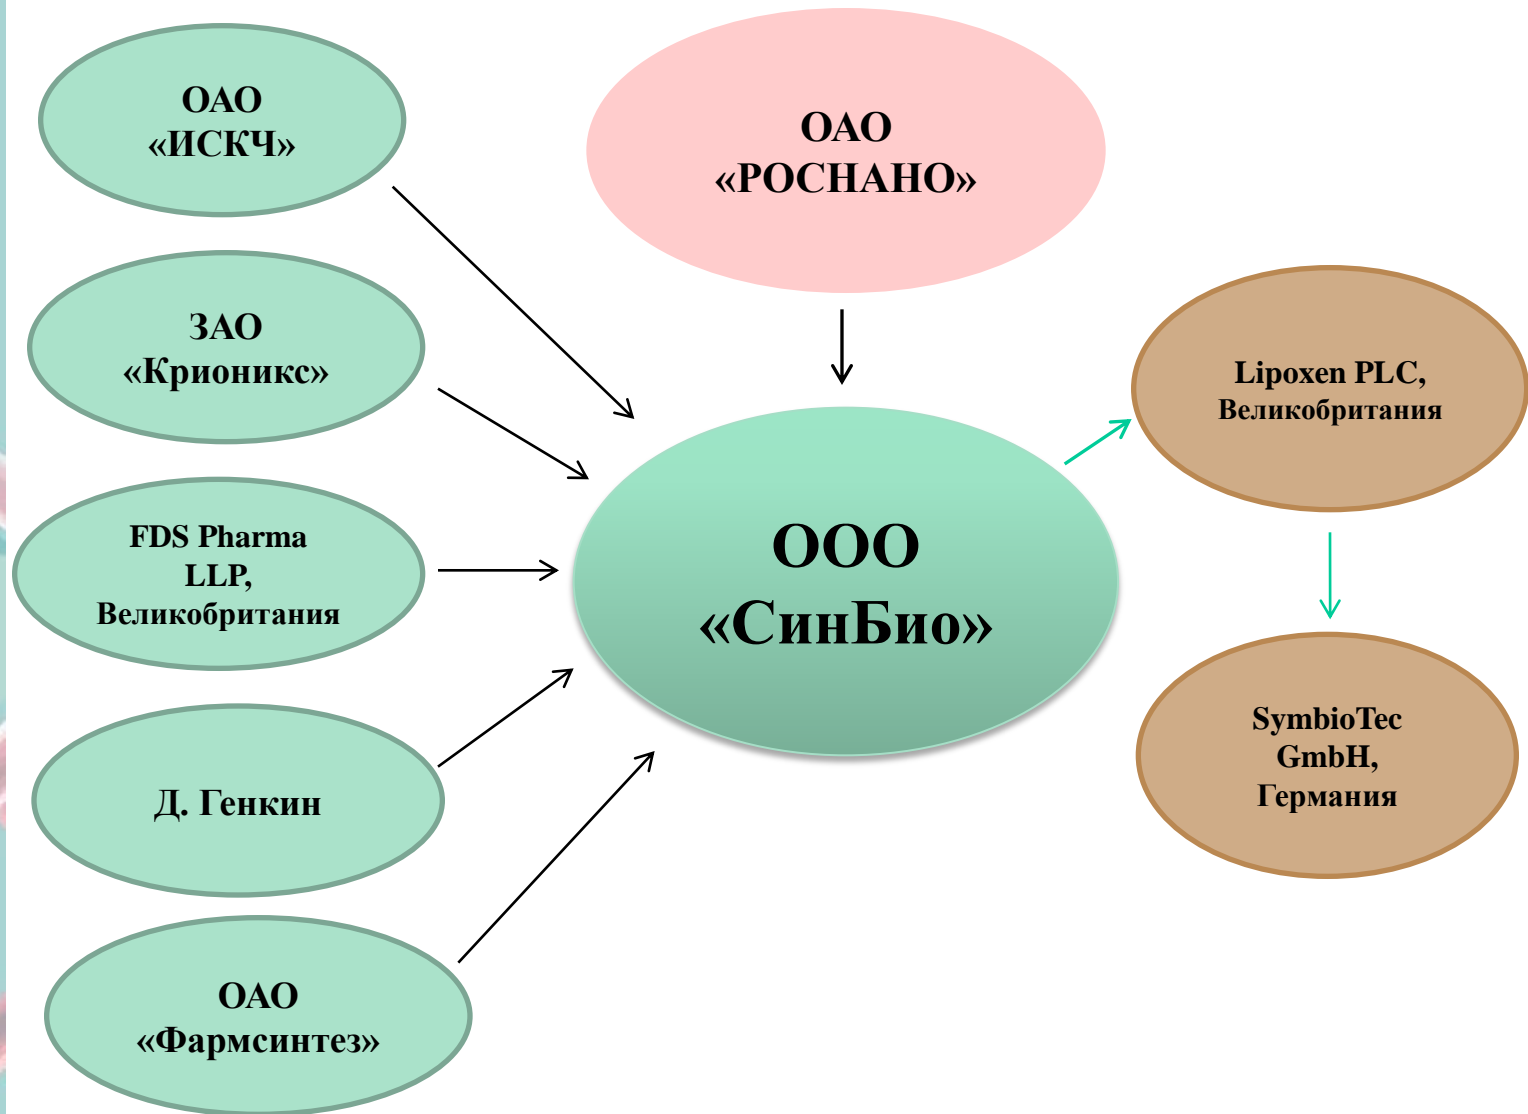 ОАО
«ИСКЧ»
ОАО
«РОСНАНО»
ЗАО
«Крионикс»
Lipoxen PLC,
Великобритания
FDS Pharma
LLP,
Великобритания
ООО
«СинБио»
Д. Генкин
SymbioTec
GmbH,
Германия
ОАО
«Фармсинтез»